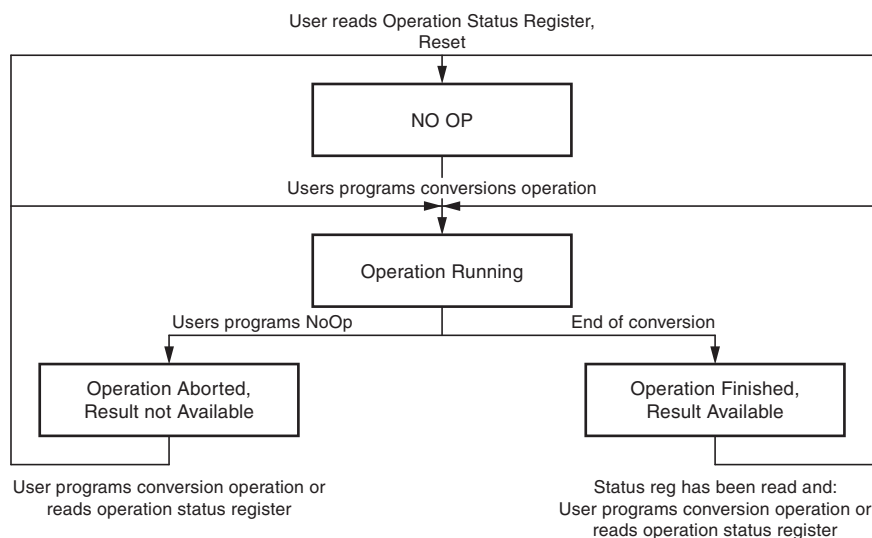 User reads Operation Status Register,
Reset
NO OP
Users programs conversions operation
Operation Running
Users programs NoOp
End of conversion
Operation Aborted,
Result not Available
Operation Finished,
Result Available
User programs conversion operation or
reads operation status register
Status reg has been read and:
User programs conversion operation or
reads operation status register